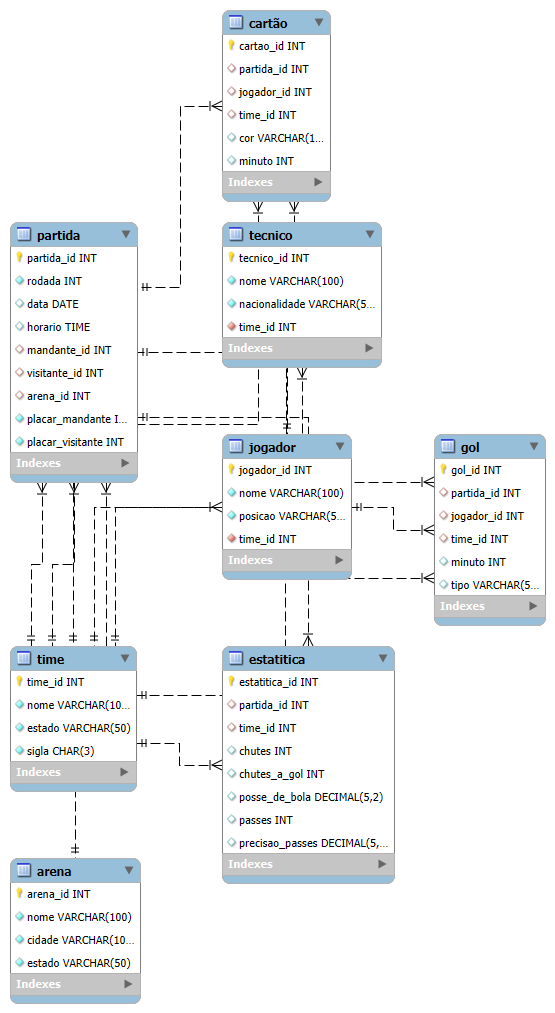 cartão
cartao_id INT
partida_id INT
jogador_id INT
time_id INT
cor VARCHAR(1...
minuto INT
Indexes
partida
partida_id INT
rodada INT
data DATE
horario TIME
mandante_id INT
visitante_id INT
arena_id INT
placar_mandante I...
placar_visitante INT
Indexes
tecnico
tecnico_id INT
nome VARCHAR(100)
nacionalidade VARCHAR(5...
time_id INT
Indexes
jogador
jogador_id INT
nome VARCHAR(100)
posicao VARCHAR(5...
time_id INT
Indexes
gol
gol_id INT
partida_id INT
jogador_id INT
time_id INT
minuto INT
tipo VARCHAR(5...
Indexes
time
time_id INT
nome VARCHAR(10...
estado VARCHAR(50)
sigla CHAR(3)
Indexes
estatitica
estatitica_id INT
partida_id INT
time_id INT
chutes INT
chutes_a_gol INT
posse_de_bola DECIMAL(5,2)
passes INT
precisao_passes DECIMAL(5,...
Indexes
arena
arena_id INT
nome VARCHAR(100)
cidade VARCHAR(10...
estado VARCHAR(50)
Indexes